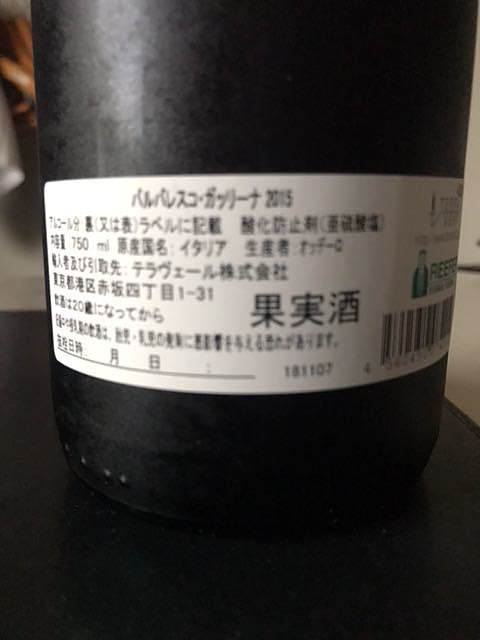 バルバレスコ・ガッリーナ 2015
アルコール分 裏(又は表)ラベルに記載 酸化防止剤(亜硫酸塩)
内容量 750 ml 原産国名: イタリア 生産者: オッデーロ
輸入者及び引取先: テラヴェール株式会社
東京都港区赤坂四丁目1-31
飲酒は20歳になってから
果実酒
妊娠中や授乳期の飲酒は、胎児・乳児の発育に悪影響を与える恐れがあります。
月 日 :
181107
REEFER